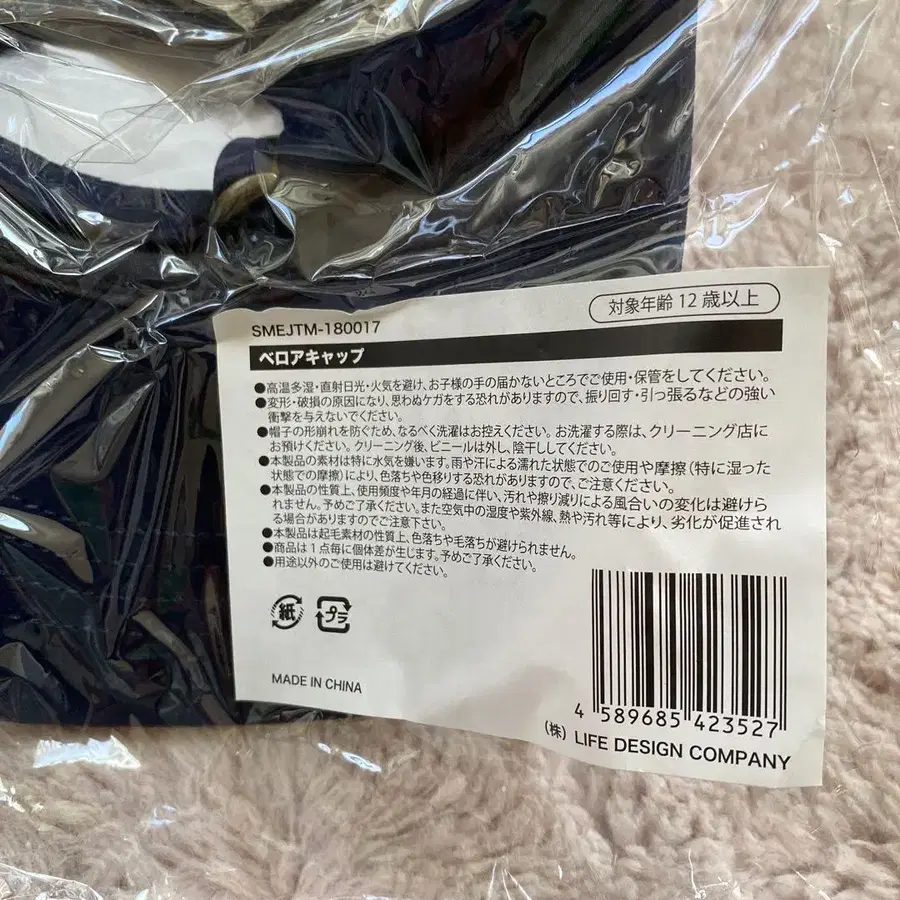 対象年齢 12 歳以上
SMEJTM-180017
ベロアキャップ
●高温多湿・直射日光・火気を避け、お子様の手の届かないところでご使用・保管をしてください。
●変形・破損の原因になり、思わぬケガをする恐れがありますので、振り回す・引っ張るなどの強い
衝撃を与えないでください。
●帽子の形崩れを防ぐため、なるべく洗濯はお控えください。お洗濯する際は、クリーニング店に
お預けください。クリーニング後、ビニールは外し、陰干ししてください。
●本製品の素材は特に水気を嫌います。雨や汗による濡れた状態でのご使用や摩擦（特に湿った
状態での摩擦）により、色落ちや色移りする恐れがありますので、ご注意ください。
●本製品の性質上、使用頻度や年月の経過に伴い、汚れや擦り減りによる風合いの変化は避けら
れません。予めご了承ください。また空気中の湿度や紫外線、熱や汚れ等により、劣化が促進され
る場合がありますのでご注意下さい。
●本製品は起毛素材の性質上、色落ちや毛落ちが避けられません。
●商品は1点毎に個体差が生じます。予めご了承ください。
●用途以外のご使用は避けてください。
紙 プラ
MADE IN CHINA
4 589685 423527
（株） LIFE DESIGN COMPANY